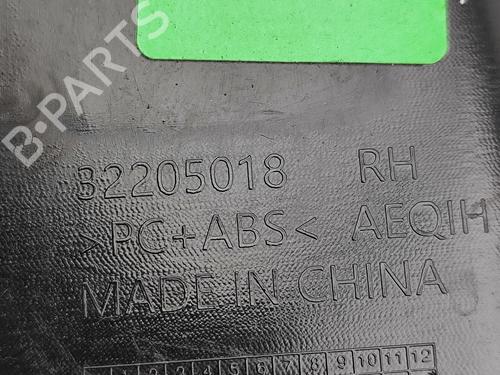 B-PARTS
32205018 RH
>PC+ABS< AEQIH
MADE IN CHINA
1 2 3 4 5 6 7 8 9 10 11 12